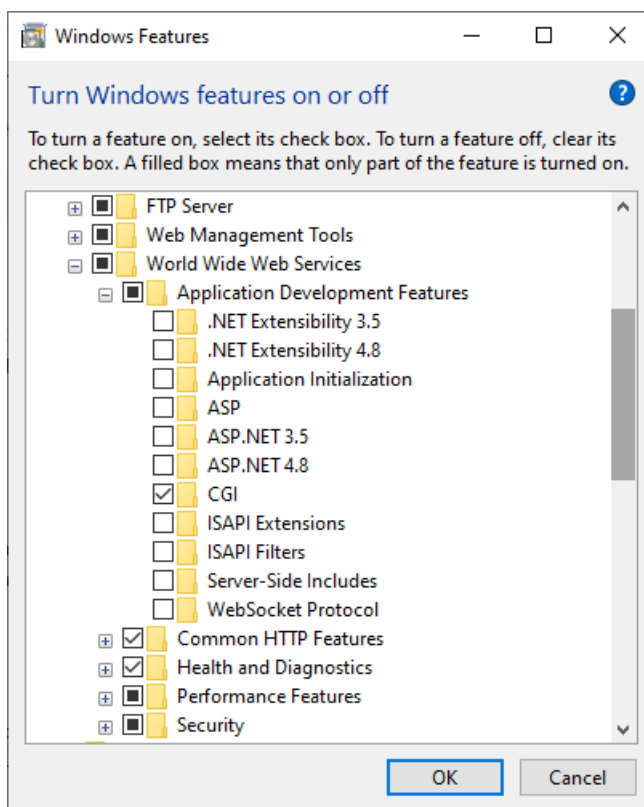 Windows Features
Turn Windows features on or off
?
To turn a feature on, select its check box. To turn a feature off, clear its
check box. A filled box means that only part of the feature is turned on.
FTP Server
Web Management Tools
World Wide Web Services
Application Development Features
.NET Extensibility 3.5
.NET Extensibility 4.8
Application Initialization
ASP
ASP.NET 3.5
ASP.NET 4.8
CGI
ISAPI Extensions
ISAPI Filters
Server-Side Includes
WebSocket Protocol
Common HTTP Features
Health and Diagnostics
Performance Features
Security
OK Cancel